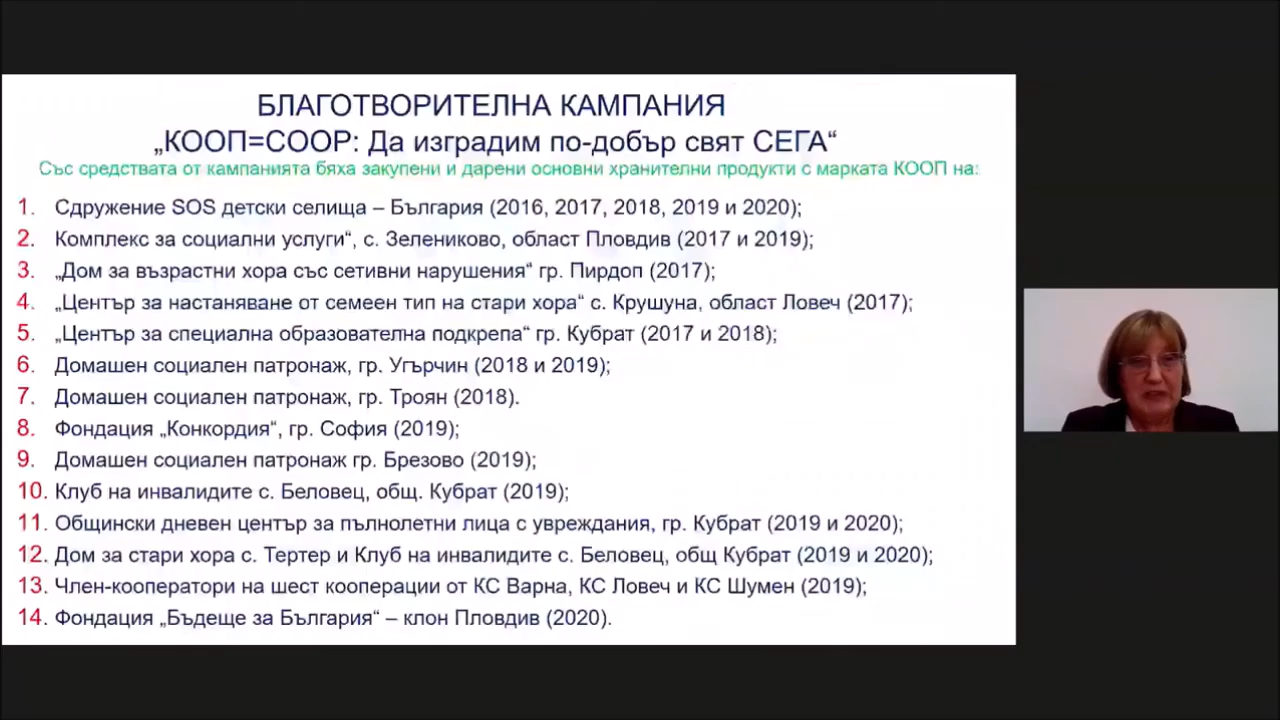 БЛАГОТВОРИТЕЛНА КАМПАНИЯ
„КООП=COOP: Да изградим по-добър свят СЕГА“
Със средствата от кампанията бяха закупени и дарени основни хранителни продукти с марката КООП на:
1. Сдружение SOS детски селища – България (2016, 2017, 2018, 2019 и 2020);
2. Комплекс за социални услуги“, с. Зелениково, област Пловдив (2017 и 2019);
3. „Дом за възрастни хора със сетивни нарушения“ гр. Пирдоп (2017);
4. „Център за настаняване от семеен тип на стари хора“ с. Крушуна, област Ловеч (2017);
5. „Център за специална образователна подкрепа“ гр. Кубрат (2017 и 2018);
6. Домашен социален патронаж, гр. Угърчин (2018 и 2019);
7. Домашен социален патронаж, гр. Троян (2018).
8. Фондация „Конкордия“, гр. София (2019);
9. Домашен социален патронаж гр. Брезово (2019);
10. Клуб на инвалидите с. Беловец, общ. Кубрат (2019);
11. Общински дневен център за пълнолетни лица с увреждания, гр. Кубрат (2019 и 2020);
12. Дом за стари хора с. Тертер и Клуб на инвалидите с. Беловец, общ Кубрат (2019 и 2020);
13. Член-кооператори на шест кооперации от КС Варна, КС Ловеч и КС Шумен (2019);
14. Фондация „Бъдеще за България“ – клон Пловдив (2020).